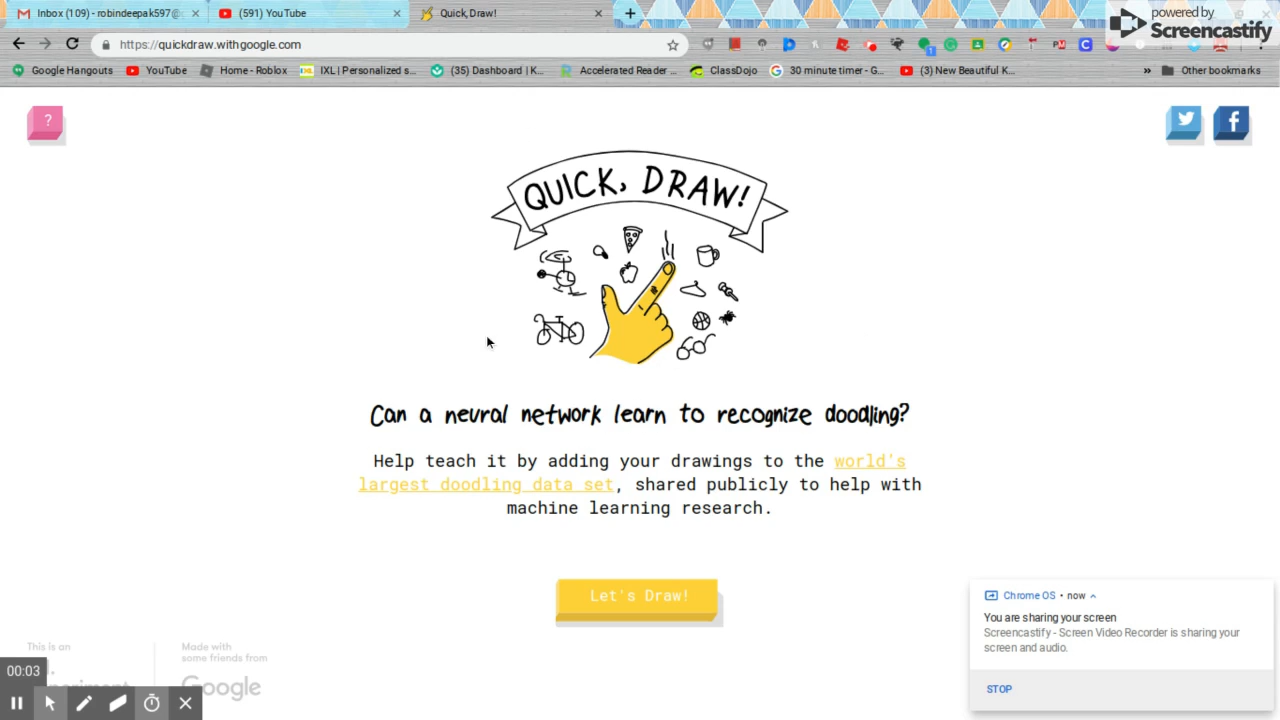 Inbox (109) - robindeepak597@
(591) YouTube
Quick, Draw!
powered by
Screencastify
https://quickdraw.withgoogle.com
Google Hangouts
YouTube
Home - Roblox
IXL | Personalized s...
(35) Dashboard | K...
Accelerated Reader ...
ClassDojo
30 minute timer - G...
(3) New Beautiful K...
Other bookmarks
?
QUICK, DRAW!
Can a neural network learn to recognize doodling?
Help teach it by adding your drawings to the world's
largest doodling data set, shared publicly to help with
machine learning research.
Let's Draw!
Chrome OS • now
You are sharing your screen
Screencastify - Screen Video Recorder is sharing your
screen and audio.
STOP
This is an
Made with
some friends from
Google
00:03